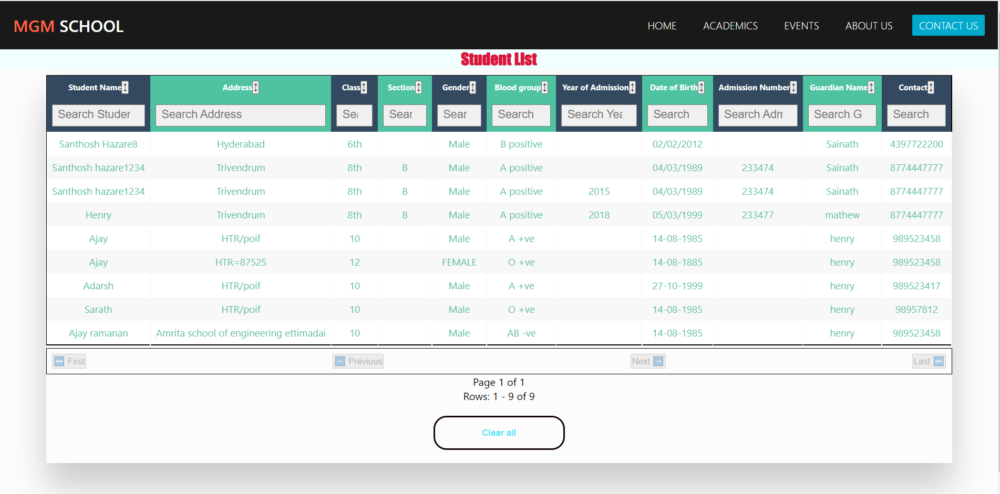 MGM SCHOOL HOME ACADEMICS EVENTS ABOUT US CONTACT US
Student LIst
Student Name Address Class Section Gender Blood group Year of Admission Date of Birth Admission Number Guardian Name Contact
Search Studer Search Address Sea Sear Sear Search Search Yea Search Search Adm Search G Search
Santhosh Hazare8 Hyderabad 6th Male B positive 02/02/2012 Sainath 4397722200
Santhosh hazare1234 Trivendrum 8th B Male A positive 04/03/1989 233474 Sainath 8774447777
Santhosh hazare1234 Trivendrum 8th B Male A positive 2015 04/03/1989 233474 Sainath 8774447777
Henry Trivendrum 8th B Male A positive 2018 05/03/1999 233477 mathew 8774447777
Ajay HTR/poif 10 Male A +ve 14-08-1985 henry 989523458
Ajay HTR=87525 12 FEMALE O +ve 14-08-1885 henry 989523458
Adarsh HTR/poif 10 Male A +ve 27-10-1999 henry 989523417
Sarath HTR/poif 10 Male O +ve 14-08-1985 henry 98957812
Ajay ramanan Amrita school of engineering ettimadai 10 Male AB -ve 14-08-1985 henry 989523458
First Previous Next Last
Page 1 of 1
Rows: 1 - 9 of 9
Clear all